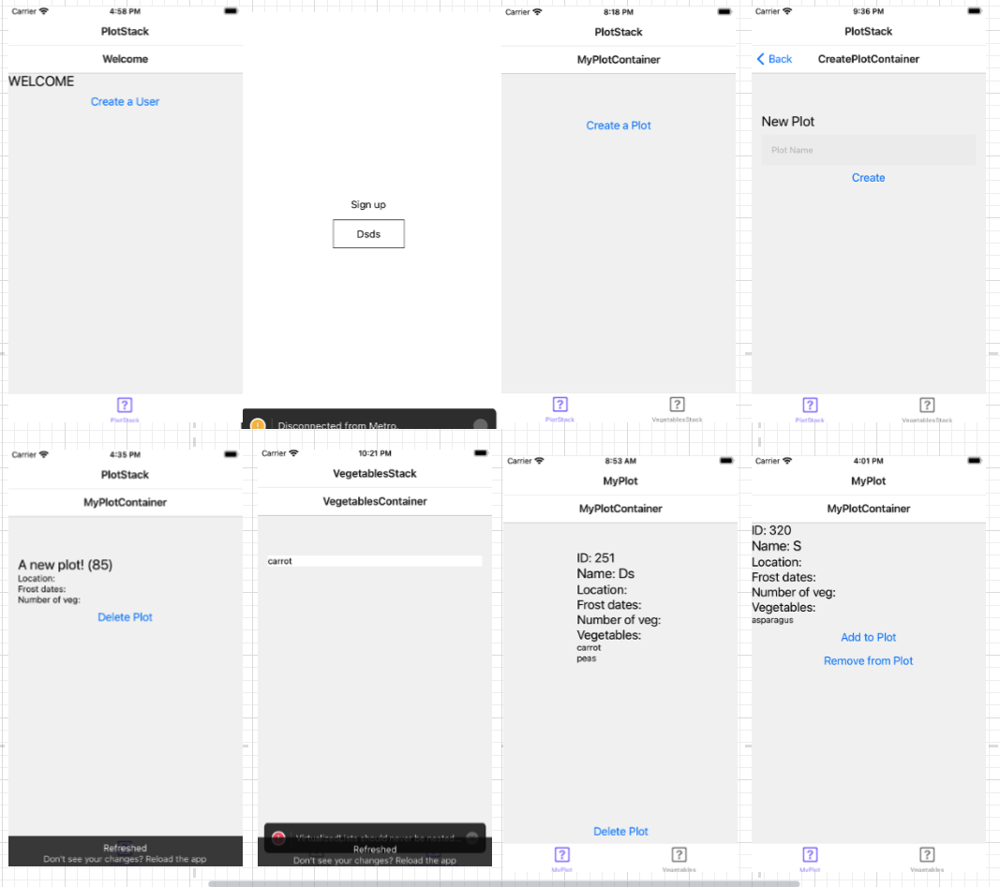 Carrier 4:58 PM
PlotStack
Welcome
WELCOME
Create a User
PlotStack
Sign up
Dsds
Disconnected from Metro.
Carrier 8:18 PM
PlotStack
MyPlotContainer
Create a Plot
PlotStack VegetablesStack
Carrier 9:36 PM
PlotStack
Back CreatePlotContainer
New Plot
Plot Name
Create
PlotStack VegetablesStack
Carrier 4:35 PM
PlotStack
MyPlotContainer
A new plot! (85)
Location:
Frost dates:
Number of veg:
Delete Plot
Refreshed
Don't see your changes? Reload the app
Carrier 10:21 PM
VegetablesStack
VegetablesContainer
carrot
VirtualizedLists should never be nested...
Refreshed
Don't see your changes? Reload the app
Carrier 8:53 AM
MyPlot
MyPlotContainer
ID: 251
Name: Ds
Location:
Frost dates:
Number of veg:
Vegetables:
carrot
peas
Delete Plot
MyPlot Vegetables
Carrier 4:01 PM
MyPlot
MyPlotContainer
ID: 320
Name: S
Location:
Frost dates:
Number of veg:
Vegetables:
asparagus
Add to Plot
Remove from Plot
MyPlot Vegetables